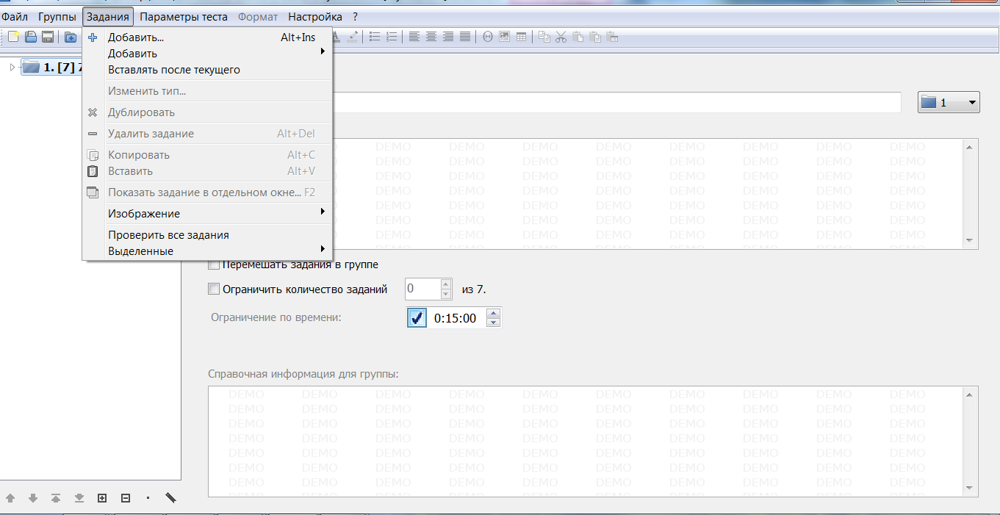 Файл Группы Задания Параметры теста Формат Настройка ?
Добавить... Alt+Ins
Добавить
Вставлять после текущего
Изменить тип...
Дублировать
Удалить задание Alt+Del
Копировать Alt+C
Вставить Alt+V
Показать задание в отдельном окне... F2
Изображение
Проверить все задания
Выделенные
1. [7]
1
DEMO DEMO DEMO DEMO DEMO DEMO DEMO DEMO
DEMO DEMO DEMO DEMO DEMO DEMO DEMO DEMO
DEMO DEMO DEMO DEMO DEMO DEMO DEMO DEMO
DEMO DEMO DEMO DEMO DEMO DEMO DEMO DEMO
DEMO DEMO DEMO DEMO DEMO DEMO DEMO DEMO
DEMO DEMO DEMO DEMO DEMO DEMO DEMO DEMO
DEMO DEMO DEMO DEMO DEMO DEMO DEMO DEMO
Перемешать задания в группе
Ограничить количество заданий 0 из 7.
Ограничение по времени: 0:15:00
Справочная информация для группы:
DEMO DEMO DEMO DEMO DEMO DEMO DEMO DEMO DEMO DEMO
DEMO DEMO DEMO DEMO DEMO DEMO DEMO DEMO DEMO DEMO
DEMO DEMO DEMO DEMO DEMO DEMO DEMO DEMO DEMO DEMO
DEMO DEMO DEMO DEMO DEMO DEMO DEMO DEMO DEMO DEMO
DEMO DEMO DEMO DEMO DEMO DEMO DEMO DEMO DEMO DEMO
DEMO DEMO DEMO DEMO DEMO DEMO DEMO DEMO DEMO DEMO
DEMO DEMO DEMO DEMO DEMO DEMO DEMO DEMO DEMO DEMO